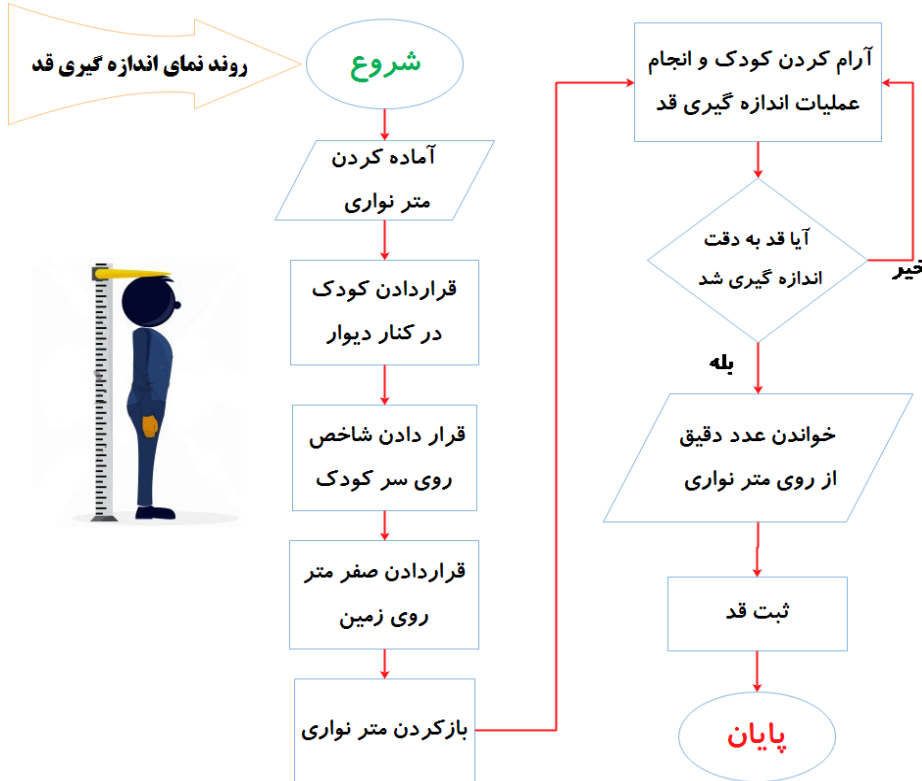 روند نمای اندازه گیری قد
شروع
آماده کردن
متر نواری
قراردادن کودک
در کنار دیوار
قرار دادن شاخص
روی سر کودک
قراردادن صفر متر
روی زمین
بازکردن متر نواری
آرام کردن کودک و انجام
عملیات اندازه گیری قد
آیا قد به دقت
اندازه گیری شد
خیر
بله
خواندن عدد دقیق
از روی متر نواری
ثبت قد
پایان